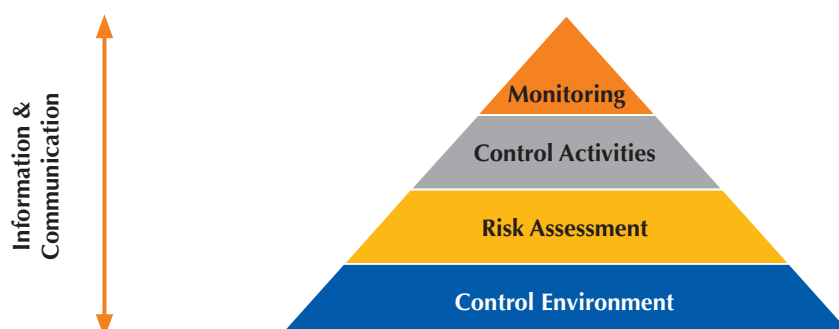 Information &
Communication
Monitoring
Control Activities
Risk Assessment
Control Environment